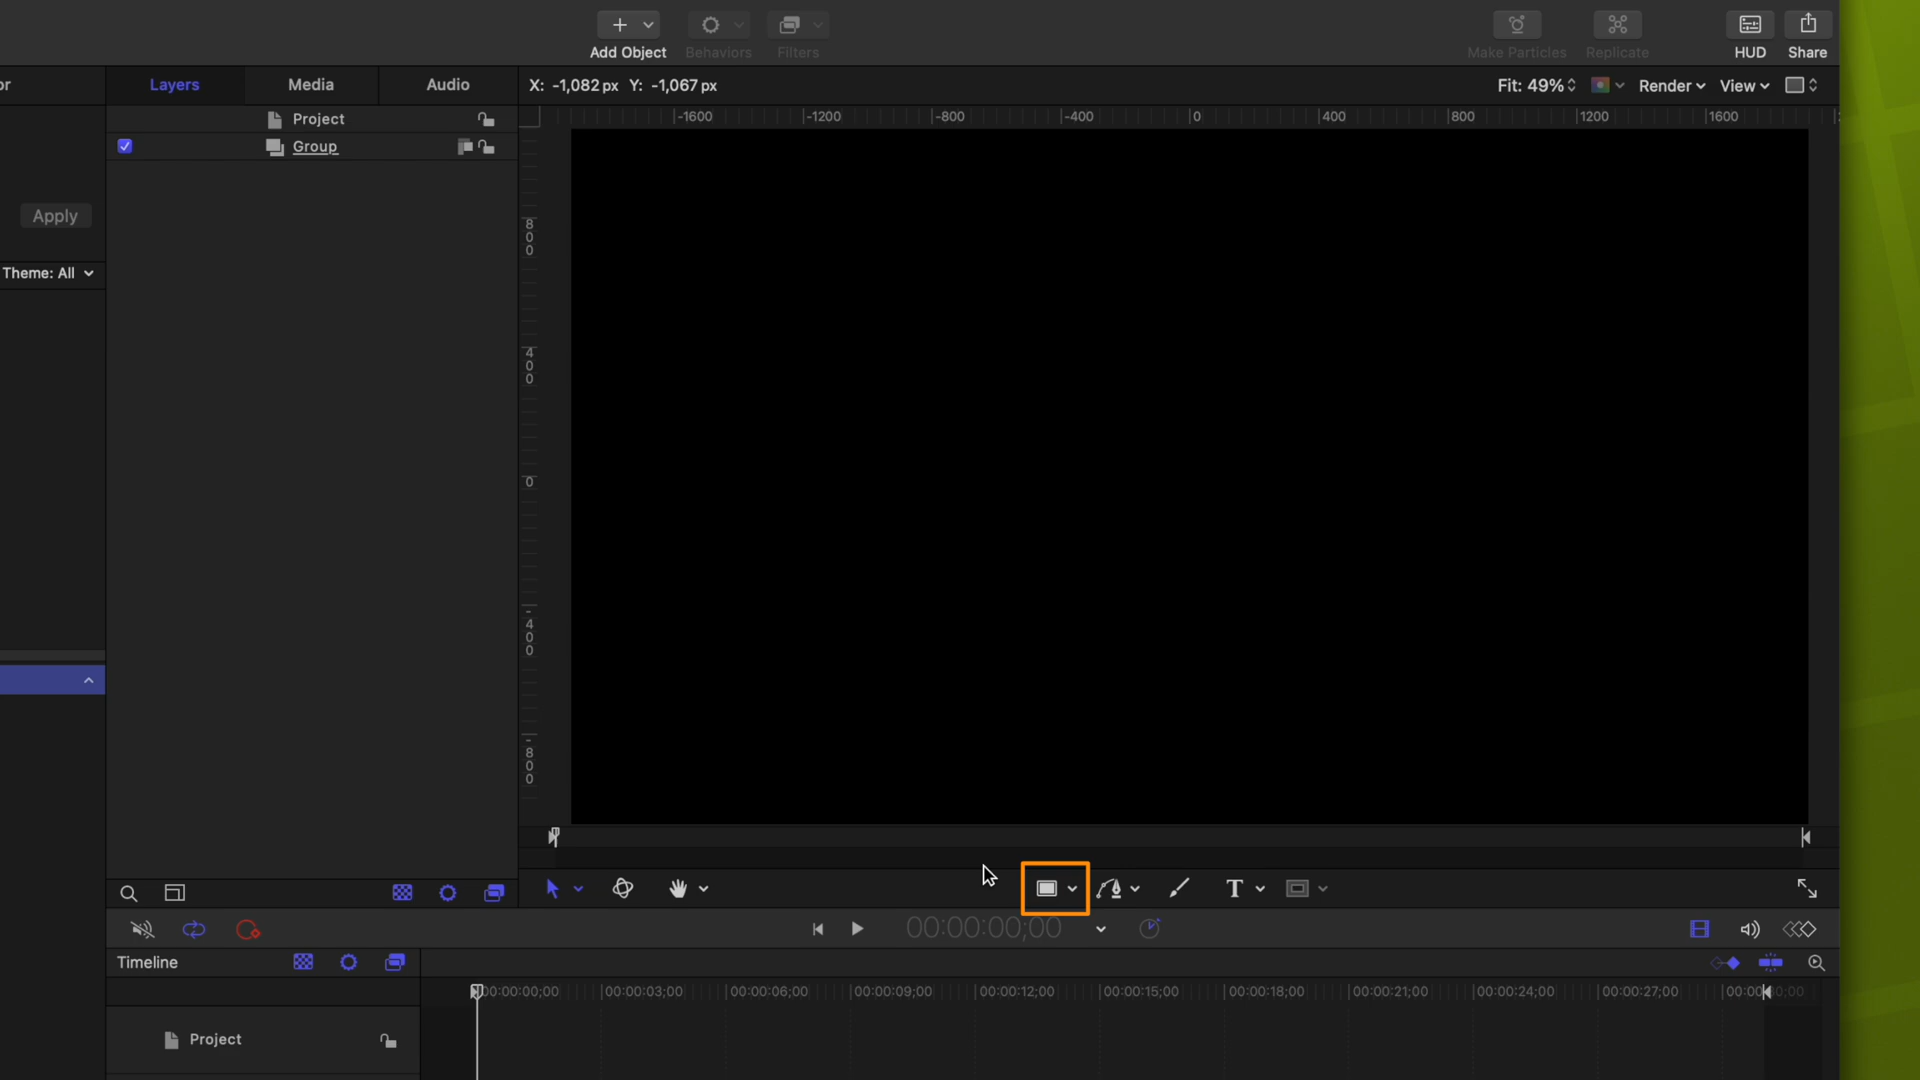 Add Object
Behaviors
Filters
Make Particles
Replicate
HUD
Share
or
Layers
Media
Audio
X: -1,082 px Y: -1,067 px
Fit: 49%
Render
View
Project
-1600
-1200
-800
-400
0
400
800
1200
1600
Group
Apply
800
Theme: All
400
0
-400
-800
T
00:00:00;00
Timeline
00:00:00;00
00:00:03;00
00:00:06;00
00:00:09;00
00:00:12;00
00:00:15;00
00:00:18;00
00:00:21;00
00:00:24;00
00:00:27;00
Project